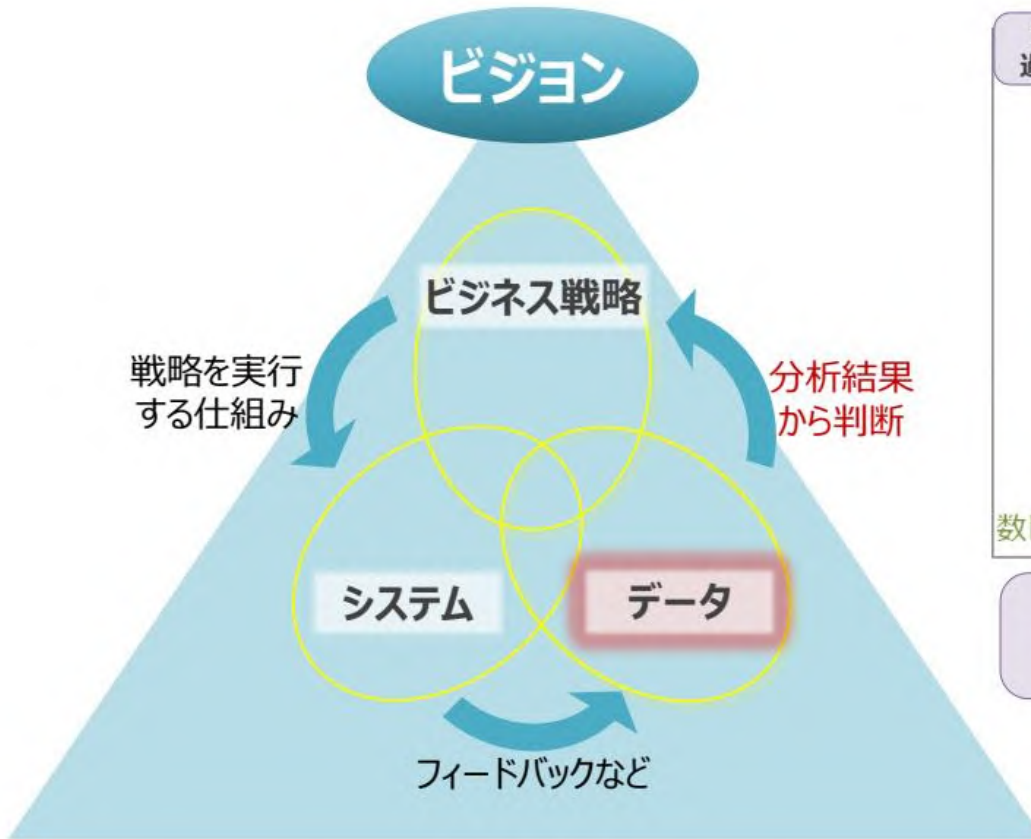 ビジョン
ビジネス戦略
戦略を実行
する仕組み
分析結果
から判断
システム
データ
フィードバックなど
数